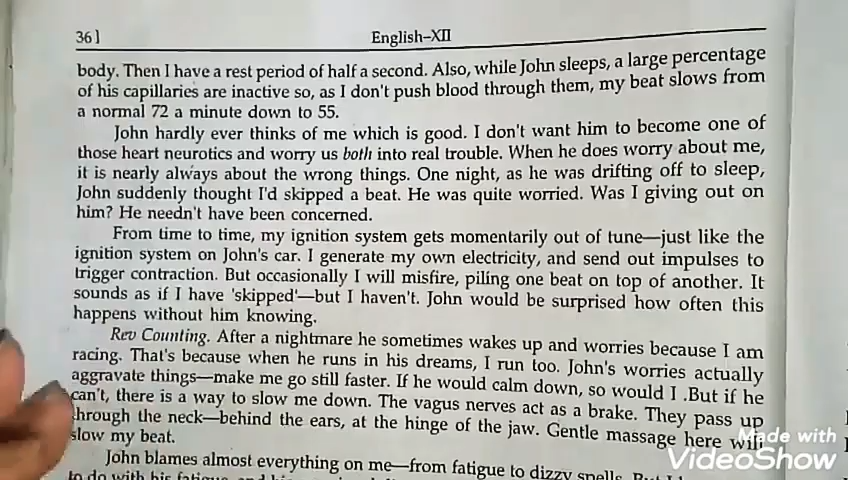 36]
English–XII
body. Then I have a rest period of half a second. Also, while John sleeps, a large percentage
of his capillaries are inactive so, as I don't push blood through them, my beat slows from
a normal 72 a minute down to 55.
John hardly ever thinks of me which is good. I don't want him to become one of
those heart neurotics and worry us both into real trouble. When he does worry about me,
it is nearly always about the wrong things. One night, as he was drifting off to sleep,
John suddenly thought I'd skipped a beat. He was quite worried. Was I giving out on
him? He needn't have been concerned.
From time to time, my ignition system gets momentarily out of tune—just like the
ignition system on John's car. I generate my own electricity, and send out impulses to
trigger contraction. But occasionally I will misfire, piling one beat on top of another. It
sounds as if I have 'skipped'—but I haven't. John would be surprised how often this
happens without him knowing.
Rev Counting. After a nightmare he sometimes wakes up and worries because I am
racing. That's because when he runs in his dreams, I run too. John's worries actually
aggravate things—make me go still faster. If he would calm down, so would I .But if he
can't, there is a way to slow me down. The vagus nerves act as a brake. They pass up
through the neck—behind the ears, at the hinge of the jaw. Gentle massage here will
slow my beat.
John blames almost everything on me—from fatigue to dizzy spells. But I
to do with his fatigue, and
Made with
VideoShow